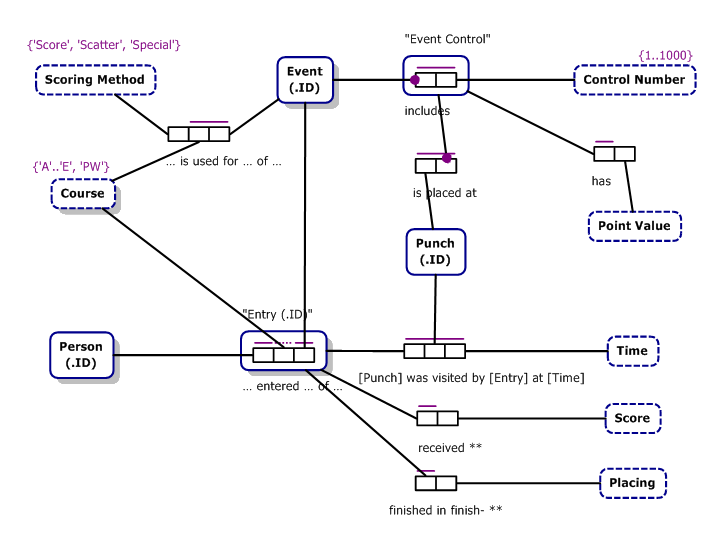 {'Score', 'Scatter', 'Special'}
"Event Control"
{1..1000}
Scoring Method
Event
(.ID)
Control Number
includes
... is used for ... of ...
{'A'..'E', 'PW'}
has
Course
is placed at
Point Value
Punch
(.ID)
"Entry (.ID)"
Person
(.ID)
Time
... entered ... of ...
[Punch] was visited by [Entry] at [Time]
Score
received **
Placing
finished in finish- **